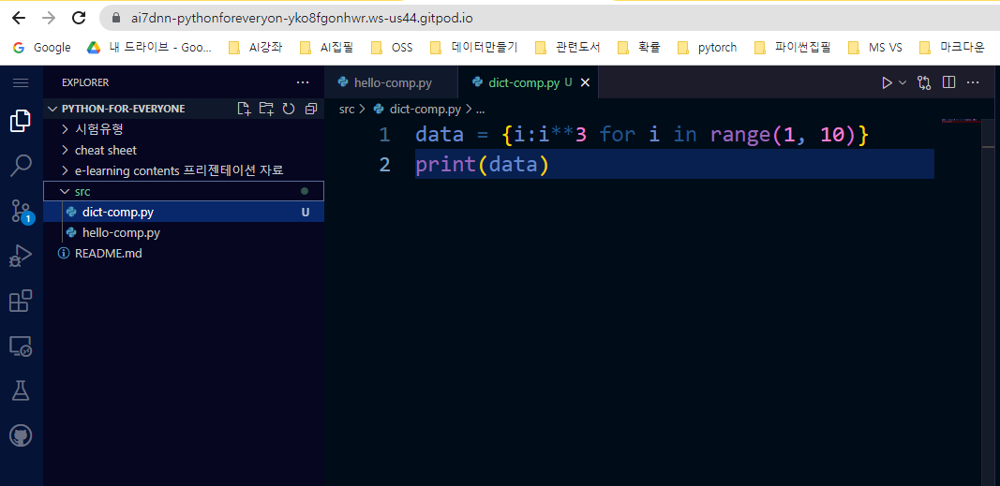 ai7dnn-pythonforeveryon-yko8fgonhwr.ws-us44.gitpod.io
Google 내 드라이브 - Goo... AI강좌 AI집필 OSS 데이터만들기 관련도서 확률 pytorch 파이썬집필 MS VS 마크다운
EXPLORER ...
PYTHON-FOR-EVERYONE
시험유형
cheat sheet
e-learning contents 프리젠테이션 자료
src
dict-comp.py U
hello-comp.py
README.md
1
hello-comp.py dict-comp.py U
src > dict-comp.py > ...
1 data = {i:i**3 for i in range(1, 10)}
2 print(data)